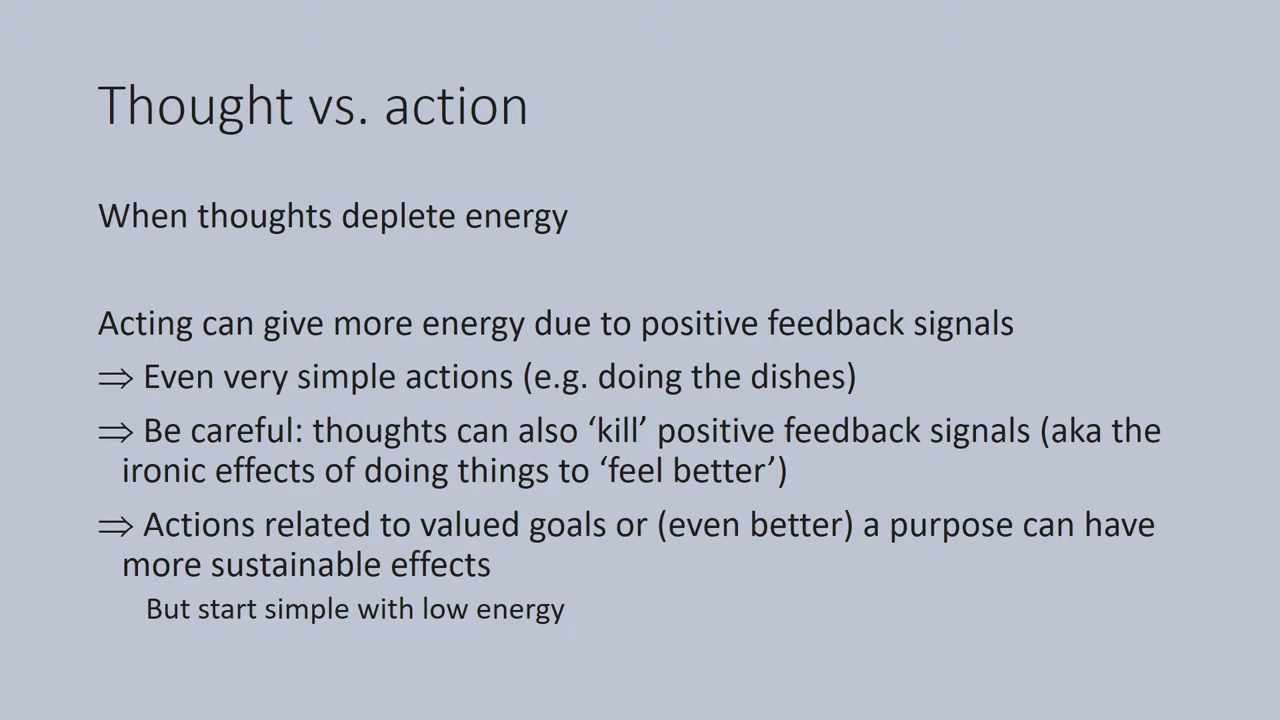 Thought vs. action
When thoughts deplete energy
Acting can give more energy due to positive feedback signals
⇒ Even very simple actions (e.g. doing the dishes)
⇒ Be careful: thoughts can also ‘kill’ positive feedback signals (aka the
ironic effects of doing things to ‘feel better’)
⇒ Actions related to valued goals or (even better) a purpose can have
more sustainable effects
But start simple with low energy